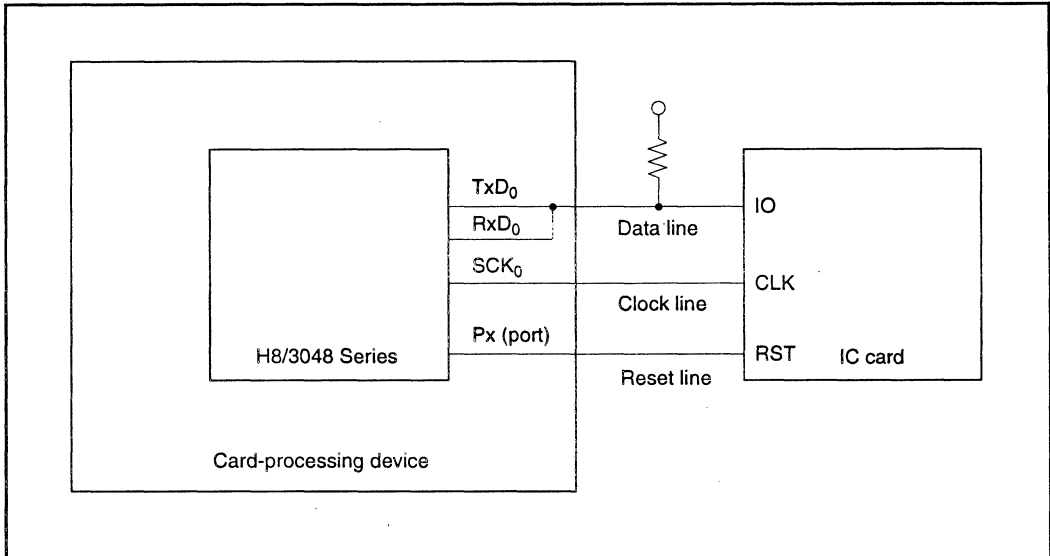 TxD0
RxD0
SCK0
Px (port)
H8/3048 Series
Card-processing device
Data line
Clock line
Reset line
IO
CLK
RST
IC card